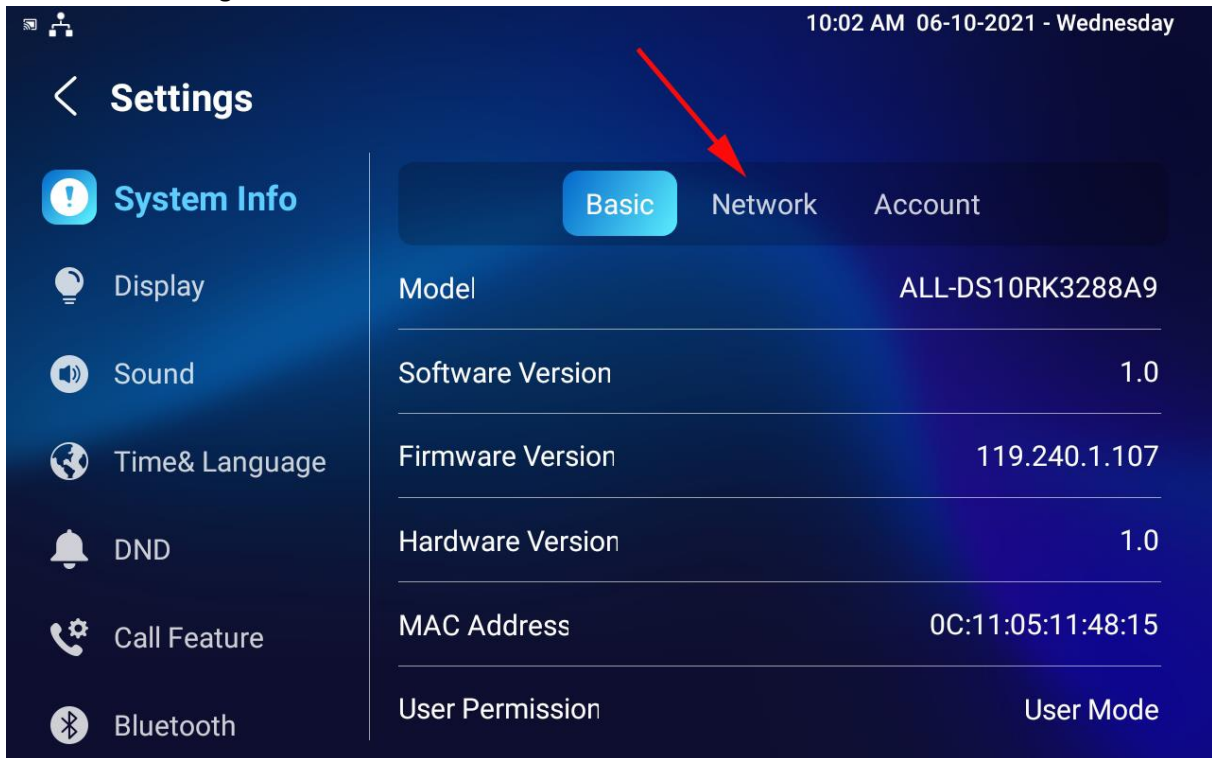 10:02 AM 06-10-2021 - Wednesday
Settings
System Info
Display
Sound
Time& Language
DND
Call Feature
Bluetooth
Basic Network Account
Model ALL-DS10RK3288A9
Software Version 1.0
Firmware Version 119.240.1.107
Hardware Version 1.0
MAC Address 0C:11:05:11:48:15
User Permission User Mode